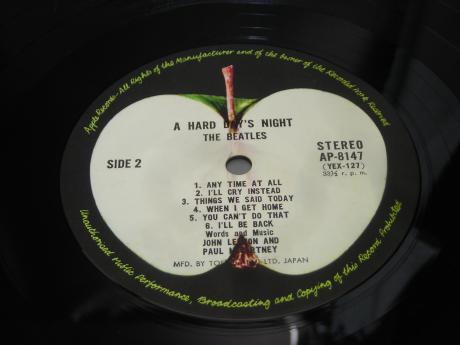 Apple Records-All Rights of the Manufacturer and of the Owner of the Recorded Work Reserved
A HARD DAY'S NIGHT
THE BEATLES
SIDE 2
STEREO
AP-8147
(YEX-127)
33⅓ r. p. m.
1. ANY TIME AT ALL
2. I'LL CRY INSTEAD
3. THINGS WE SAID TODAY
4. WHEN I GET HOME
5. YOU CAN'T DO THAT
6. I'LL BE BACK
Words and Music
JOHN LENNON AND
PAUL McCARTNEY
MFD. BY LTD. JAPAN
Unauthorised Public Performance, Broadcasting and Copying of this Record Prohibited